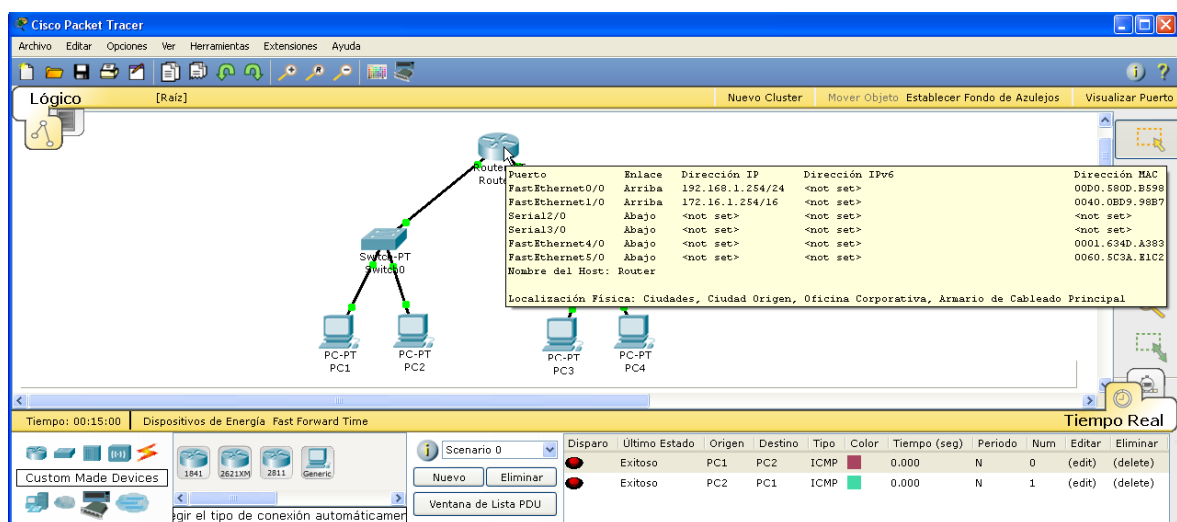 Cisco Packet Tracer
Archivo Editar Opciones Ver Herramientas Extensiones Ayuda
Lógico [Raíz] Nuevo Cluster Mover Objeto Establecer Fondo de Azulejos Visualizar Puerto
Puerto Enlace Dirección IP Dirección IPv6 Dirección MAC
FastEthernet0/0 Arriba 192.168.1.254/24 <not set> 00D0.580D.B598
FastEthernet1/0 Arriba 172.16.1.254/16 <not set> 0040.0BD9.98B7
Serial2/0 Abajo <not set> <not set> <not set>
Serial3/0 Abajo <not set> <not set> <not set>
FastEthernet4/0 Abajo <not set> <not set> 0001.634D.A383
FastEthernet5/0 Abajo <not set> <not set> 0060.5C3A.E1C2
Nombre del Host: Router
Localización Física: Ciudades, Ciudad Origen, Oficina Corporativa, Armario de Cableado Principal
Switch-PT
Switch0
PC-PT
PC1
PC-PT
PC2
PC-PT
PC3
PC-PT
PC4
Tiempo: 00:15:00 Dispositivos de Energía Fast Forward Time Tiempo Real
Custom Made Devices
1841 2621XM 2811 Generic
egir el tipo de conexión automáticamen
Scenario 0
Nuevo Eliminar
Ventana de Lista PDU
Disparo Último Estado Origen Destino Tipo Color Tiempo (seg) Periodo Num Editar Eliminar
Exitoso PC1 PC2 ICMP 0.000 N 0 (edit) (delete)
Exitoso PC2 PC1 ICMP 0.000 N 1 (edit) (delete)